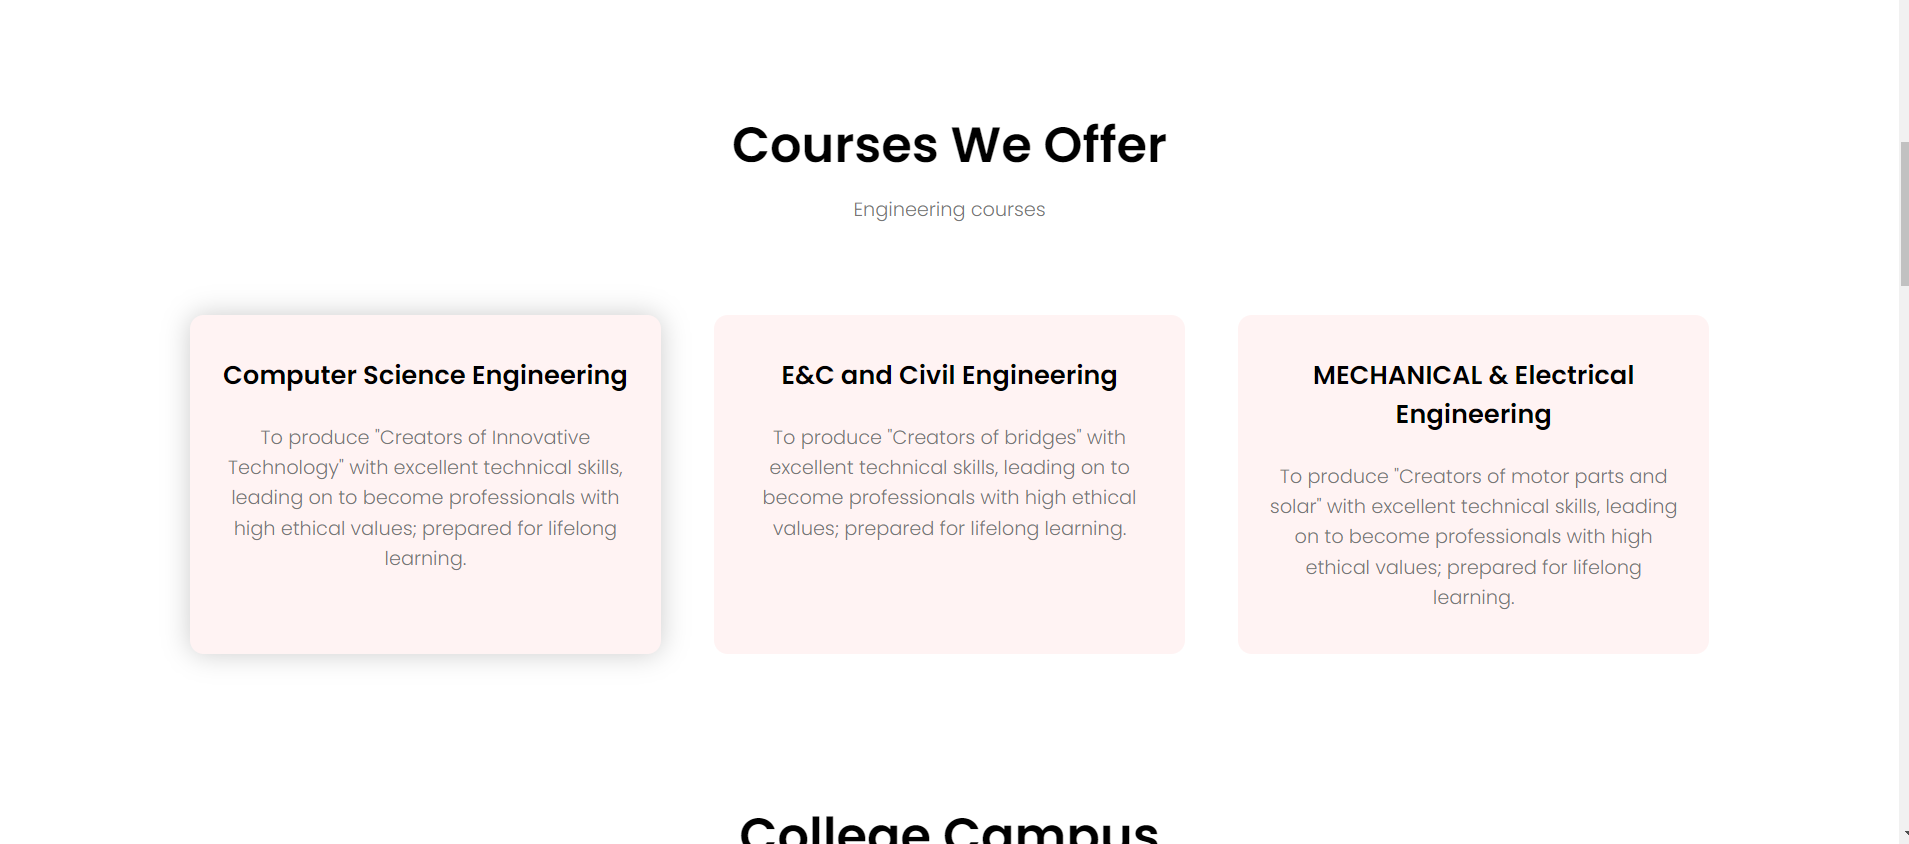 Courses We Offer
Engineering courses
Computer Science Engineering
To produce "Creators of Innovative
Technology" with excellent technical skills,
leading on to become professionals with
high ethical values; prepared for lifelong
learning.
E&C and Civil Engineering
To produce "Creators of bridges" with
excellent technical skills, leading on to
become professionals with high ethical
values; prepared for lifelong learning.
MECHANICAL & Electrical
Engineering
To produce "Creators of motor parts and
solar" with excellent technical skills, leading
on to become professionals with high
ethical values; prepared for lifelong
learning.
College Campus